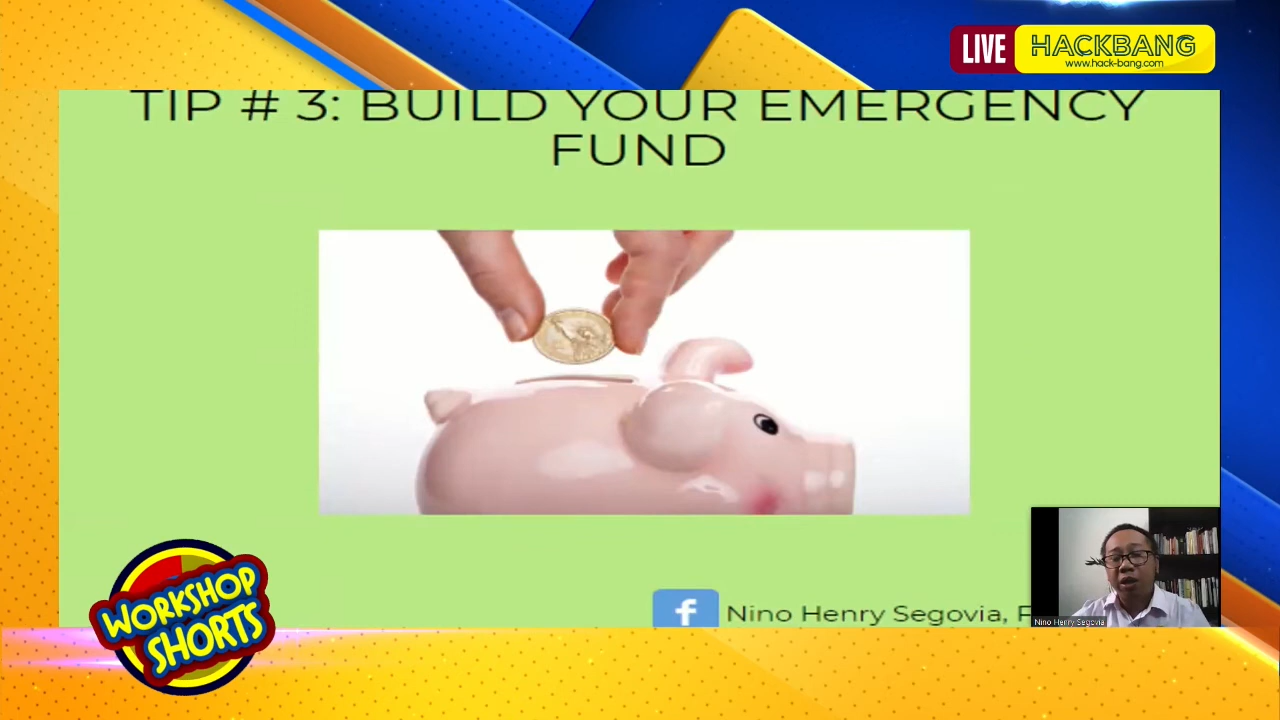 LIVE
HACKBANG
www.hack-bang.com
TIP # 3: BUILD YOUR EMERGENCY
FUND
WORKSHOP
SHORTS
f
Nino Henry Segovia,
Nino Henry Segovia